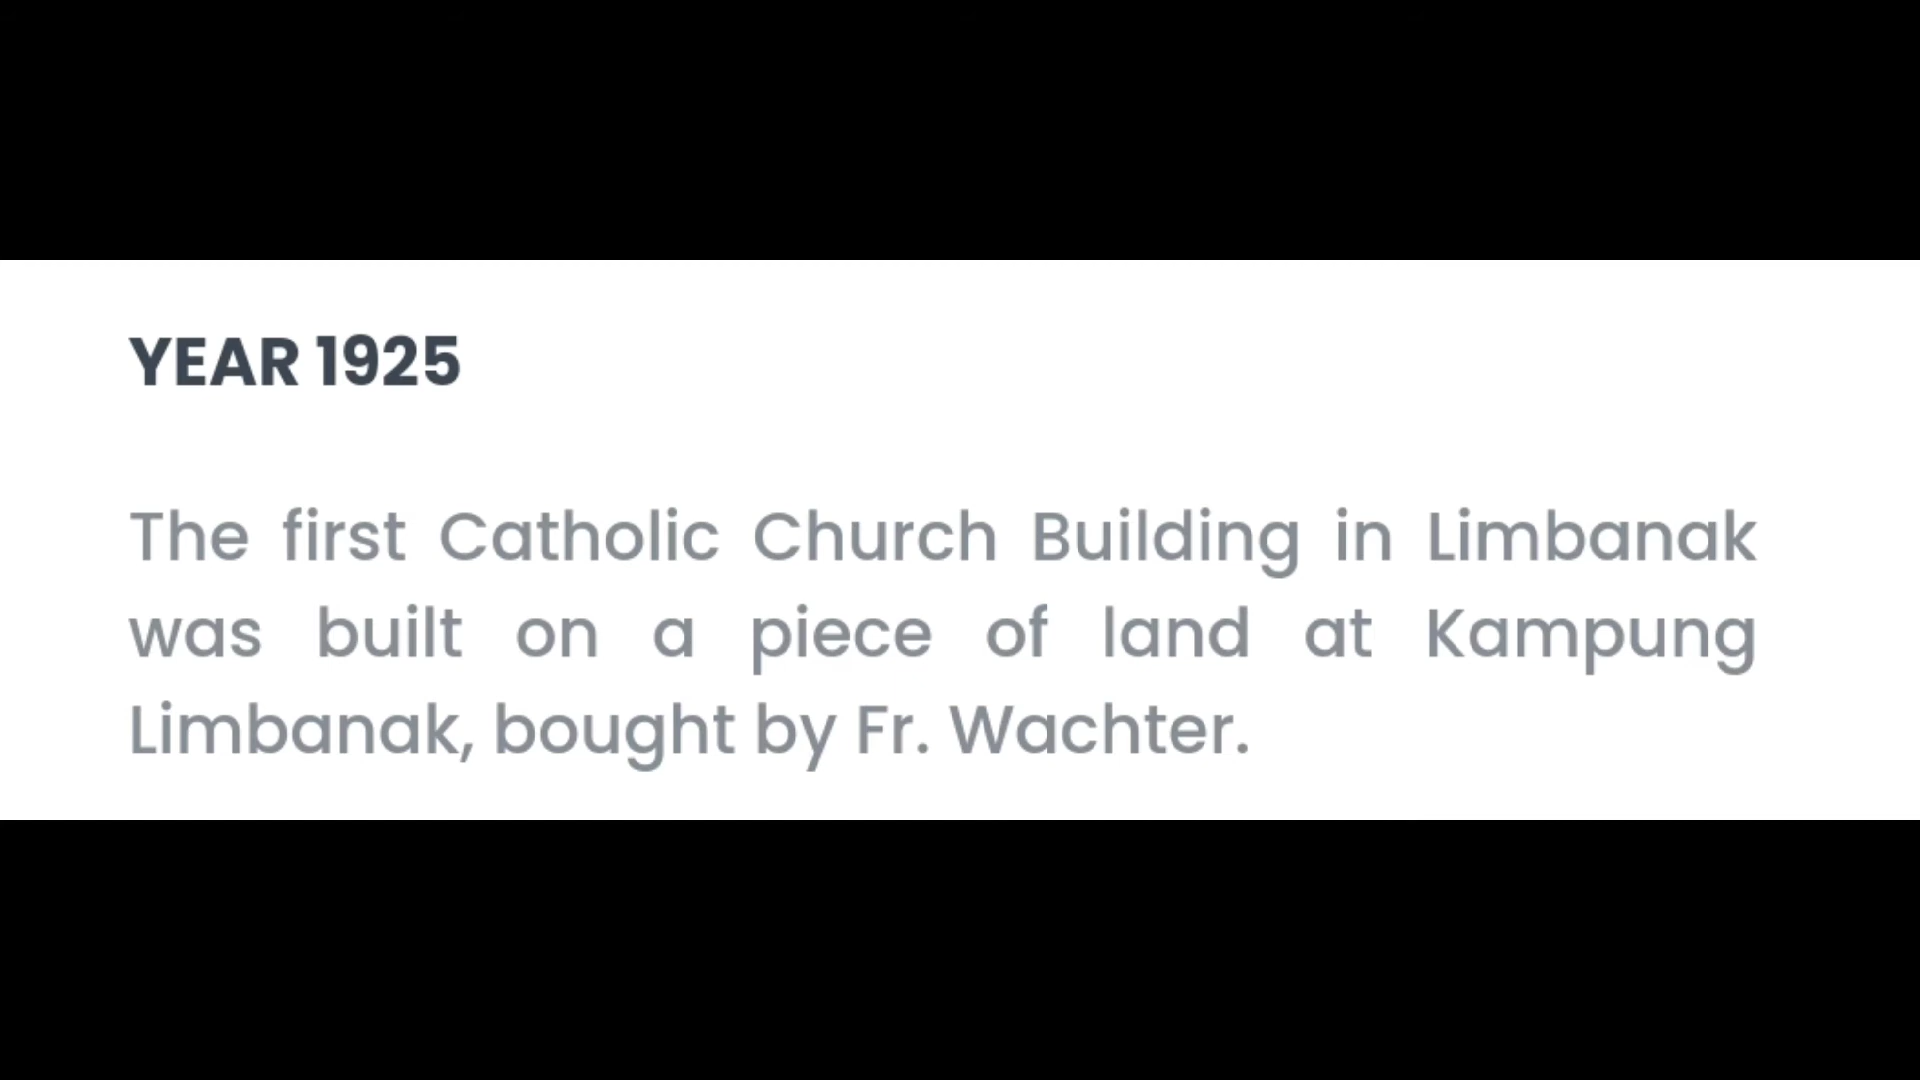 YEAR 1925
The first Catholic Church Building in Limbanak
was built on a piece of land at Kampung
Limbanak, bought by Fr. Wachter.